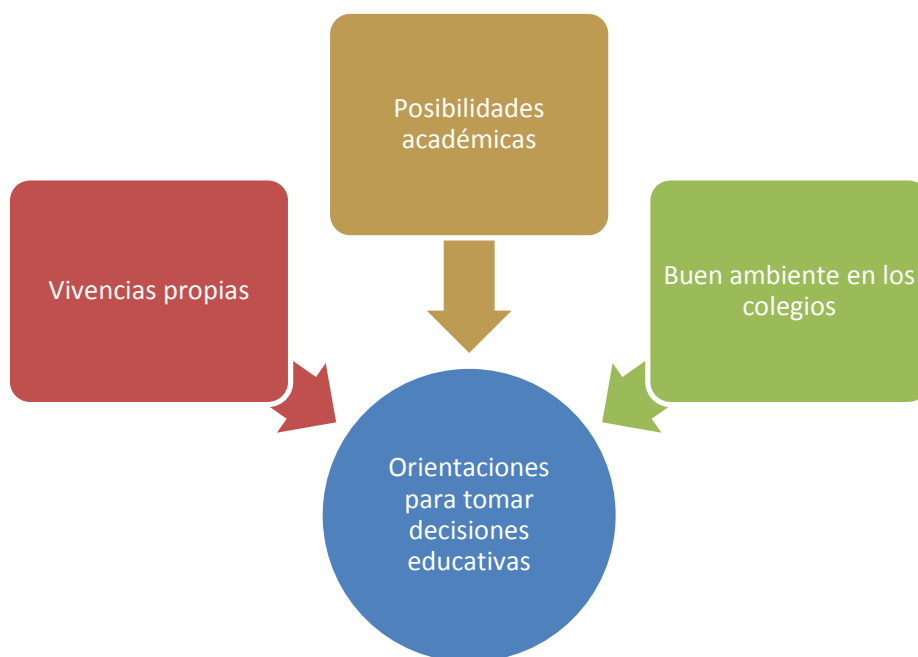 Posibilidades
académicas
Vivencias propias
Buen ambiente en los
colegios
Orientaciones
para tomar
decisiones
educativas